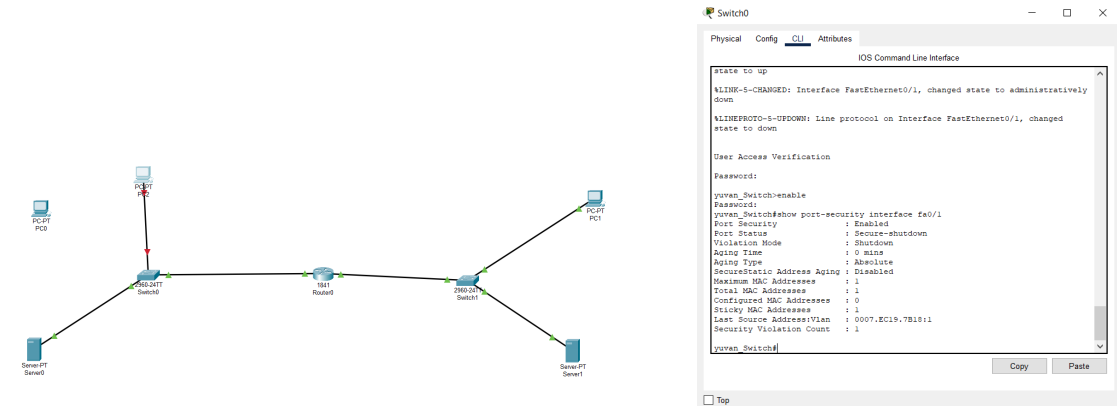 PC-PT
PC0
PC-PT
PC2
2960-24TT
Switch0
Server-PT
Server0
1841
Router0
2960-24TT
Switch1
PC-PT
PC1
Server-PT
Server1
Switch0
Physical Config CLI Attributes
IOS Command Line Interface
state to up
%LINK-5-CHANGED: Interface FastEthernet0/1, changed state to administratively
down
%LINEPROTO-5-UPDOWN: Line protocol on Interface FastEthernet0/1, changed
state to down
User Access Verification
Password:
yuvan_Switch>enable
Password:
yuvan_Switch#show port-security interface fa0/1
Port Security : Enabled
Port Status : Secure-shutdown
Violation Mode : Shutdown
Aging Time : 0 mins
Aging Type : Absolute
SecureStatic Address Aging : Disabled
Maximum MAC Addresses : 1
Total MAC Addresses : 1
Configured MAC Addresses : 0
Sticky MAC Addresses : 1
Last Source Address:Vlan : 0007.EC19.7B18:1
Security Violation Count : 1
yuvan_Switch#
Copy Paste
Top